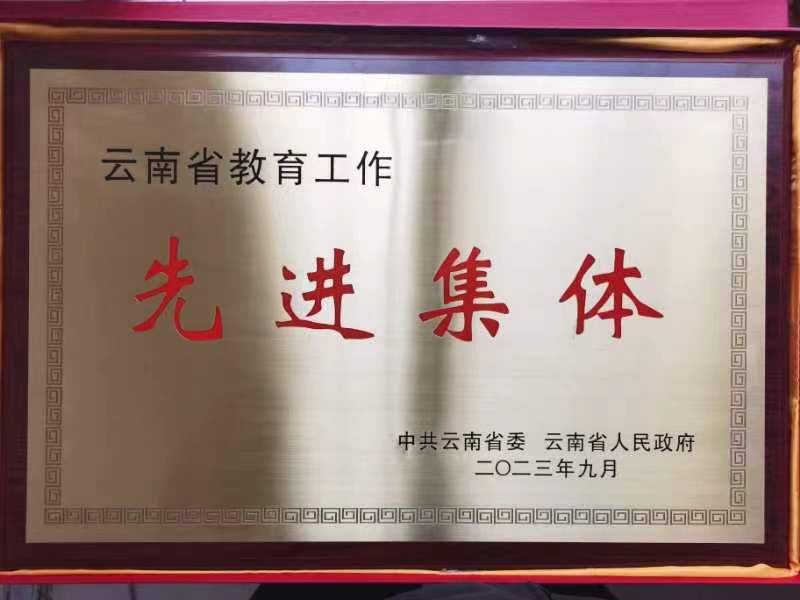 云南省教育工作
先进集体
中共云南省委 云南省人民政府
二〇二三年九月